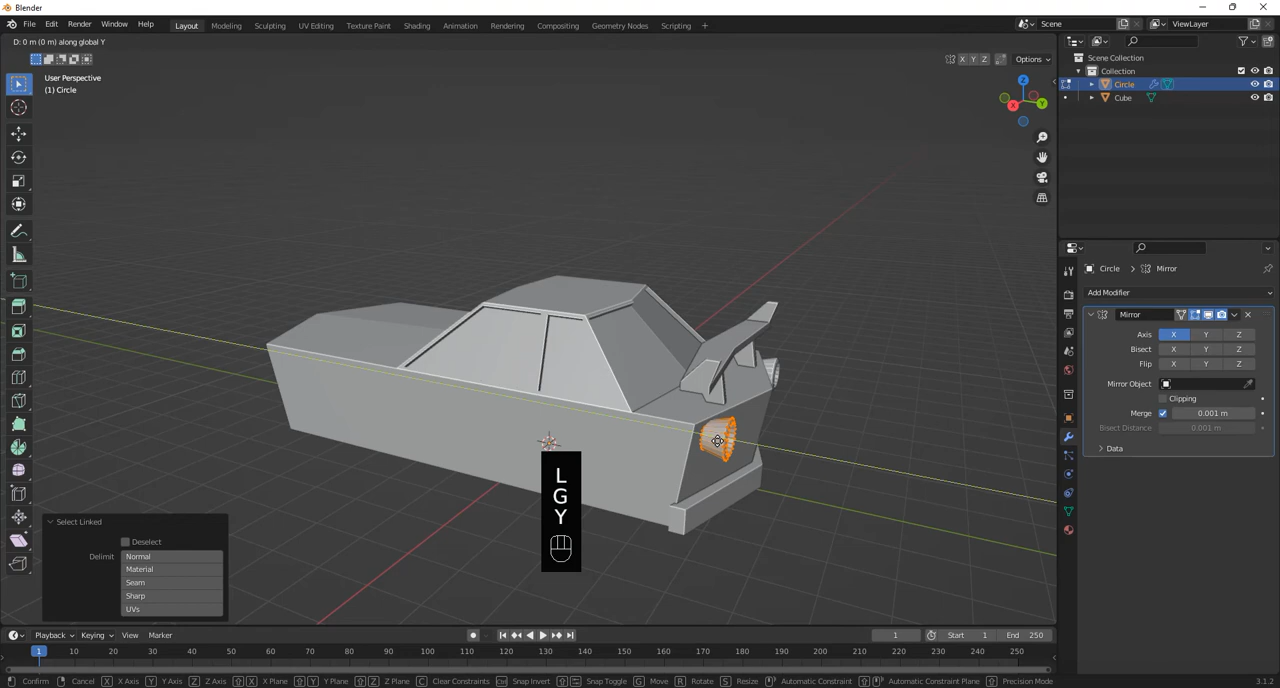 Blender
File Edit Render Window Help
Layout Modeling Sculpting UV Editing Texture Paint Shading Animation Rendering Compositing Geometry Nodes Scripting +
Scene
ViewLayer
D: 0 m (0 m) along global Y
X Y Z
Options
User Perspective
(1) Circle
Z
Y
X
Scene Collection
Collection
Circle
Cube
Circle > Mirror
Add Modifier
Mirror
Axis X Y Z
Bisect X Y Z
Flip X Y Z
Mirror Object
Clipping
Merge 0.001 m
Bisect Distance 0.001 m
Data
L
G
Y
Select Linked
Deselect
Delimit Normal
Material
Seam
Sharp
UVs
Playback Keying View Marker
1
Start 1
End 250
1 10 20 30 40 50 60 70 80 90 100 110 120 130 140 150 160 170 180 190 200 210 220 230 240 250
Confirm Cancel X X Axis Y Y Axis Z Z Axis X X Plane Y Y Plane Z Z Plane C Clear Constraints Snap Invert Snap Toggle G Move R Rotate S Resize Automatic Constraint Automatic Constraint Plane Precision Mode
3.1.2